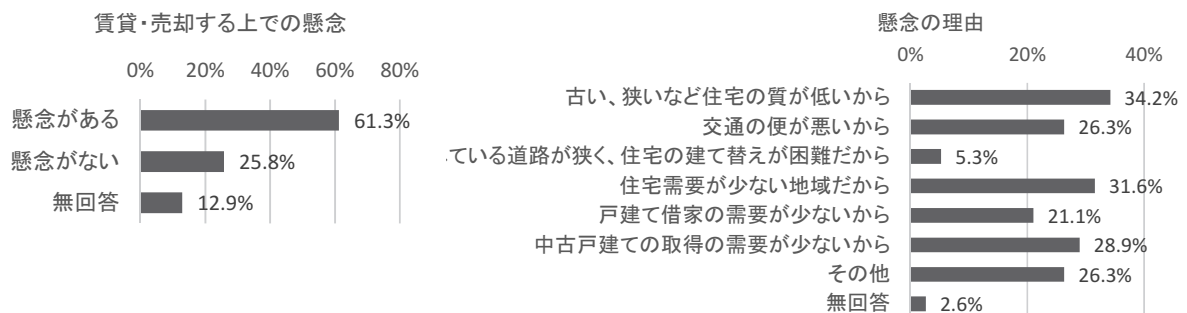 賃貸・売却する上での懸念
0% 20% 40% 60% 80%
懸念がある 61.3%
懸念がない 25.8%
無回答 12.9%
懸念の理由
0% 20% 40%
古い、狭いなど住宅の質が低いから 34.2%
交通の便が悪いから 26.3%
ている道路が狭く、住宅の建て替えが困難だから 5.3%
住宅需要が少ない地域だから 31.6%
戸建て借家の需要が少ないから 21.1%
中古戸建ての取得の需要が少ないから 28.9%
その他 26.3%
無回答 2.6%